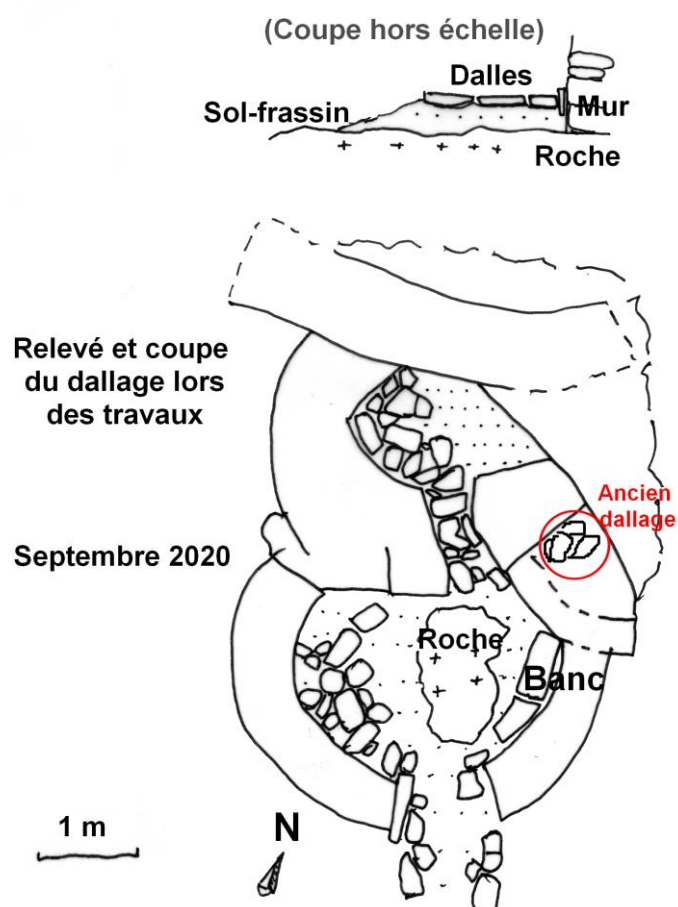 (Coupe hors échelle)
Dalles
Sol-frassin
Mur
Roche
Relevé et coupe
du dallage lors
des travaux
Ancien
dallage
Septembre 2020
Roche
Banc
1 m
N